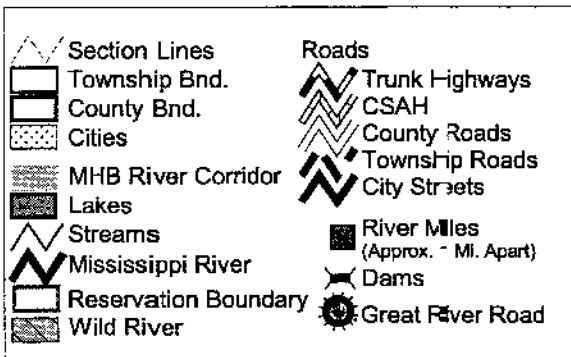 Section Lines
Township Bnd.
County Bnd.
Cities
MHB River Corridor
Lakes
Streams
Mississippi River
Reservation Boundary
Wild River
Roads
Trunk Highways
CSAH
County Roads
Township Roads
City Streets
River Miles
(Approx. Mi. Apart)
Dams
Great River Road